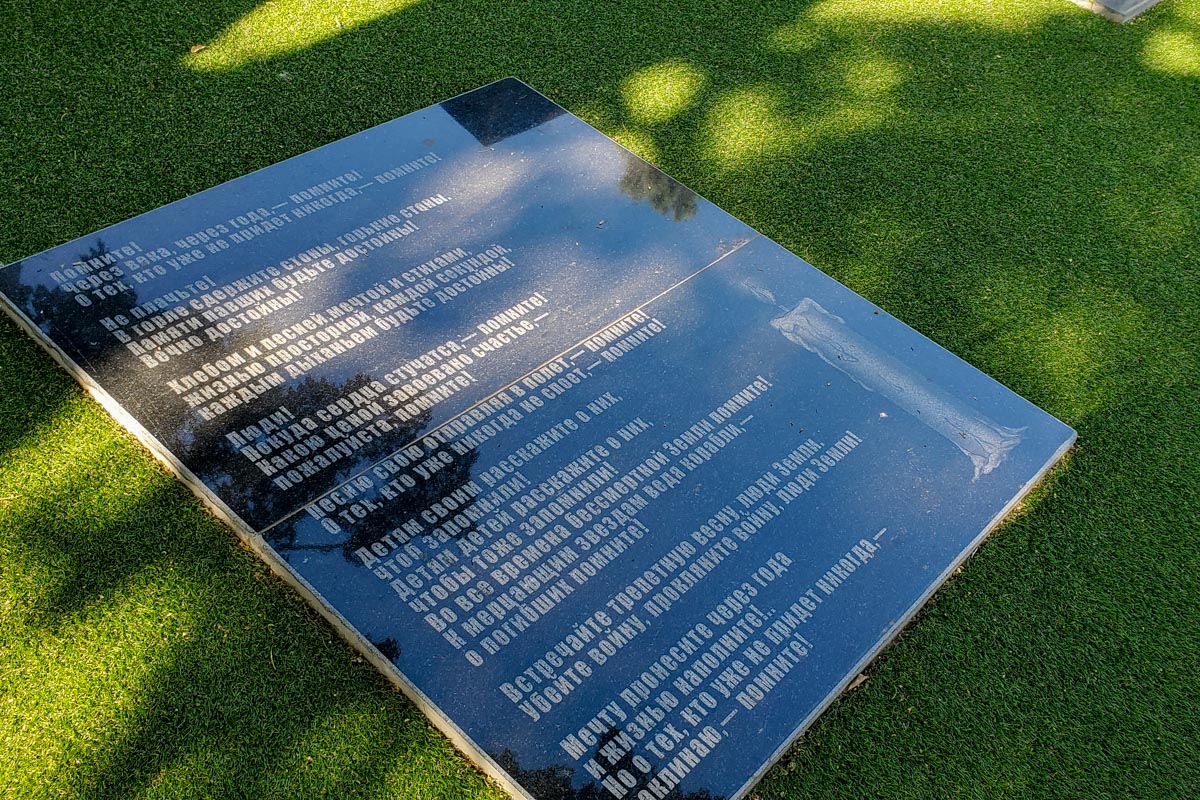 Помните!
Через века, через года,— помните!
О тех, кто уже не придет никогда,— помните!
Не плачьте!
В горле сдержите стоны, горькие стоны.
Памяти павших будьте достойны!
Вечно достойны!
Хлебом и песней, мечтой и стихами,
жизнью просторной, каждой секундой,
каждым дыханьем будьте достойны!
Люди!
Покуда сердца стучатся,— помните!
Какою ценой завоевано счастье,—
пожалуйста, помните!
Песню свою отправляя в полет,— помните!
О тех, кто уже никогда не споет,— помните!
Детям своим расскажите о них,
чтоб запомнили!
Детям детей расскажите о них,
чтобы тоже запомнили!
Во все времена бессмертной Земли помните!
К мерцающим звездам ведя корабли,—
о погибших помните!
Встречайте трепетную весну, люди Земли.
Убейте войну, прокляните войну, люди Земли!
Мечту пронесите через года
и жизнью наполните!..
Но о тех, кто уже не придет никогда,—
заклинаю,— помните!